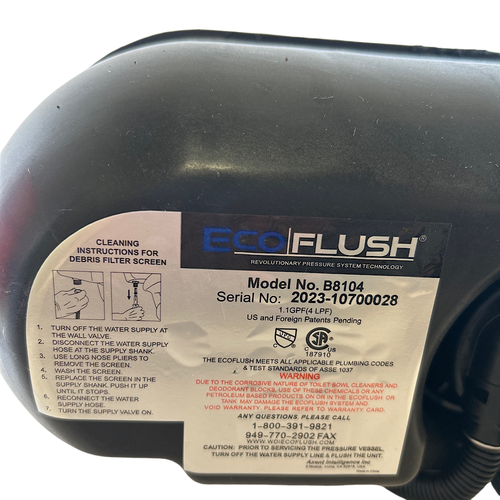 CLEANING
INSTRUCTIONS FOR
DEBRIS FILTER SCREEN
1. TURN OFF THE WATER SUPPLY AT
THE WALL VALVE.
2. DISCONNECT THE WATER SUPPLY
HOSE AT THE SUPPLY SHANK.
3. USE LONG NOSE PLIERS TO
REMOVE THE SCREEN.
4. WASH THE SCREEN.
5. REPLACE THE SCREEN IN THE
SUPPLY SHANK. PUSH IT UP
UNTIL IT STOPS.
6. RECONNECT THE WATER
SUPPLY HOSE.
7. TURN THE SUPPLY VALVE ON.
ECO FLUSH®
REVOLUTIONARY PRESSURE SYSTEM TECHNOLOGY
Model No. B8104
Serial No: 2023-10700028
1.1GPF(4 LPF)
US and Foreign Patents Pending
C US
187910
THE ECOFLUSH MEETS ALL APPLICABLE PLUMBING CODES
& TEST STANDARDS OF ASSE 1037
WARNING
DUE TO THE CORROSIVE NATURE OF TOILET BOWL CLEANERS AND
DEODORANT BLOCKS, USE OF THESE CHEMICALS OR ANY
PETROLEUM BASED PRODUCTS ON OR IN THE ECOFLUSH OR
TANK MAY DAMAGE THE ECOFLUSH SYSTEM AND
VOID WARRANTY. PLEASE REFER TO WARRANTY CARD.
ANY QUESTIONS, PLEASE CALL
1-800-391-9821
949-770-2902 FAX
WWW.WDIECOFLUSH.COM
CAUTION: PRIOR TO SERVICING THE PRESSURE VESSEL,
TURN OFF THE WATER SUPPLY LINE & FLUSH THE UNIT.
Axent Intelligence Inc